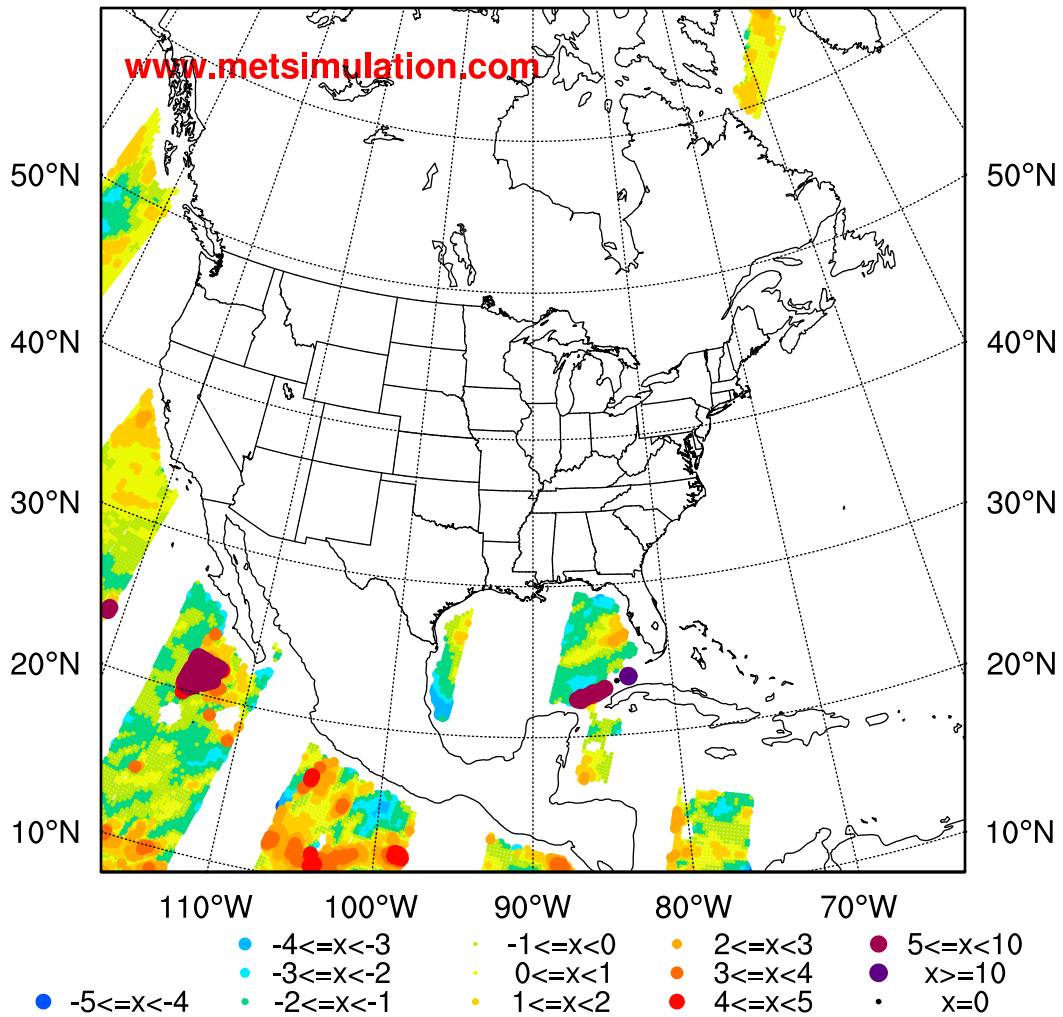 www.metsimulation.com
50°N 50°N
40°N 40°N
30°N 30°N
20°N 20°N
10°N 10°N
110°W 100°W 90°W 80°W 70°W
-4<=x<-3 -1<=x<0 2<=x<3 5<=x<10
-3<=x<-2 0<=x<1 3<=x<4 x>=10
-5<=x<-4 -2<=x<-1 1<=x<2 4<=x<5 x=0